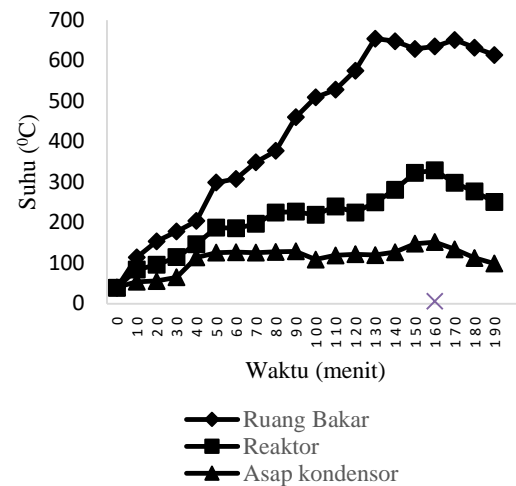 700
600
500
400
300
200
100
0
Suhu (⁰C)
0 10 20 30 40 50 60 70 80 90 100 110 120 130 140 150 160 170 180 190
Waktu (menit)
Ruang Bakar
Reaktor
Asap kondensor